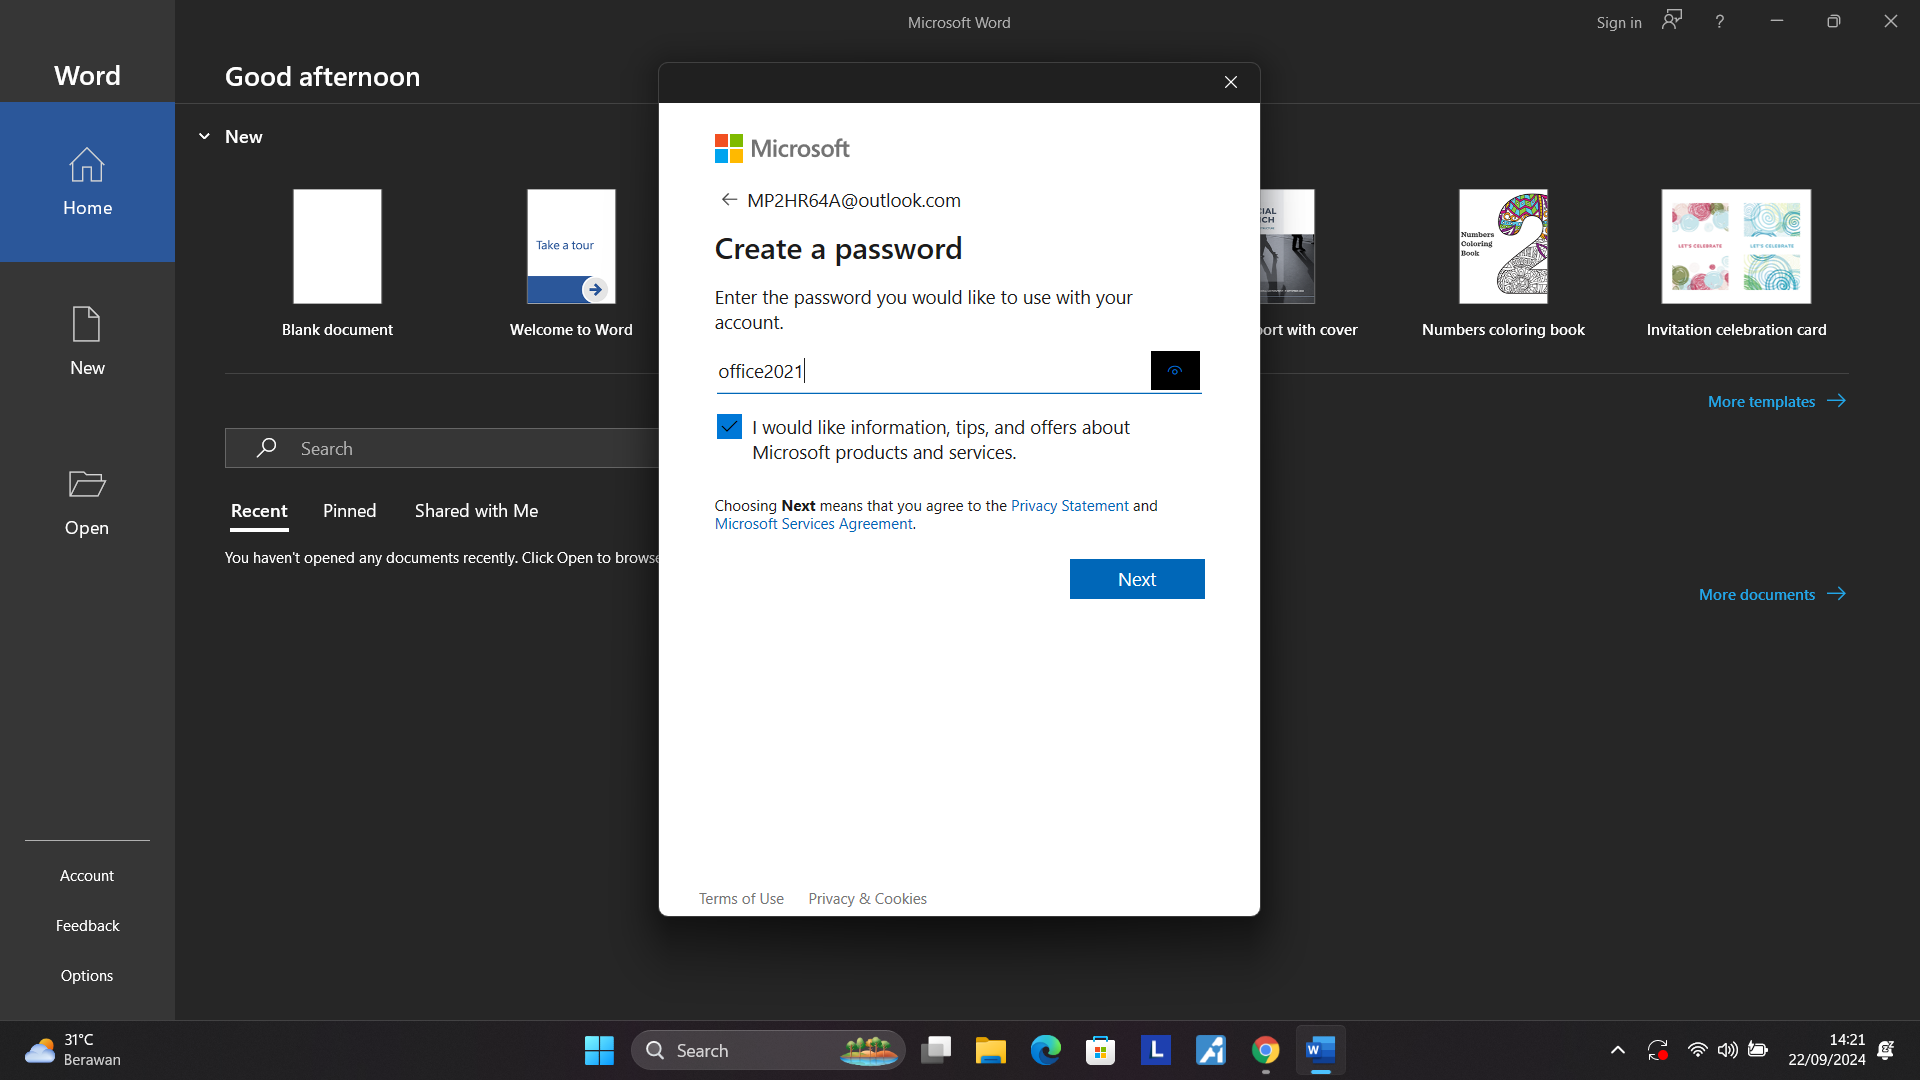 Microsoft Word
Sign in
?
Word
Good afternoon
New
Home
New
Open
Take a tour
Blank document
Welcome to Word
port with cover
Numbers
Coloring
Book
Numbers coloring book
LET'S CELEBRATE
LET'S CELEBRATE
Invitation celebration card
More templates
Search
Recent
Pinned
Shared with Me
You haven't opened any documents recently. Click Open to browse
More documents
Microsoft
MP2HR64A@outlook.com
Create a password
Enter the password you would like to use with your
account.
office2021
I would like information, tips, and offers about
Microsoft products and services.
Choosing Next means that you agree to the Privacy Statement and
Microsoft Services Agreement.
Next
Terms of Use
Privacy & Cookies
Account
Feedback
Options
31°C
Berawan
Search
14:21
22/09/2024